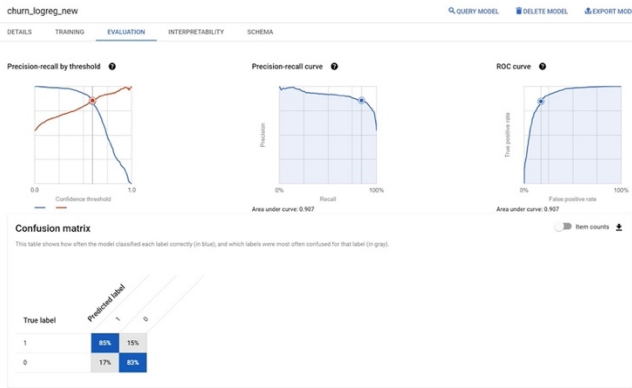 churn_logreg_new
QUERY MODEL DELETE MODEL EXPORT MOD
DETAILS TRAINING EVALUATION INTERPRETABILITY SCHEMA
Precision-recall by threshold Precision-recall curve ROC curve
Precision
True positive rate
0.0 1.0 0% 100% 0% 100%
Confidence threshold Recall False positive rate
Area under curve: 0.907 Area under curve: 0.907
Confusion matrix
Item counts
This table shows how often the model classified each label correctly (in blue), and which labels were most often confused for that label (in gray).
Predicted label
1
0
True label
1 85% 15%
0 17% 83%